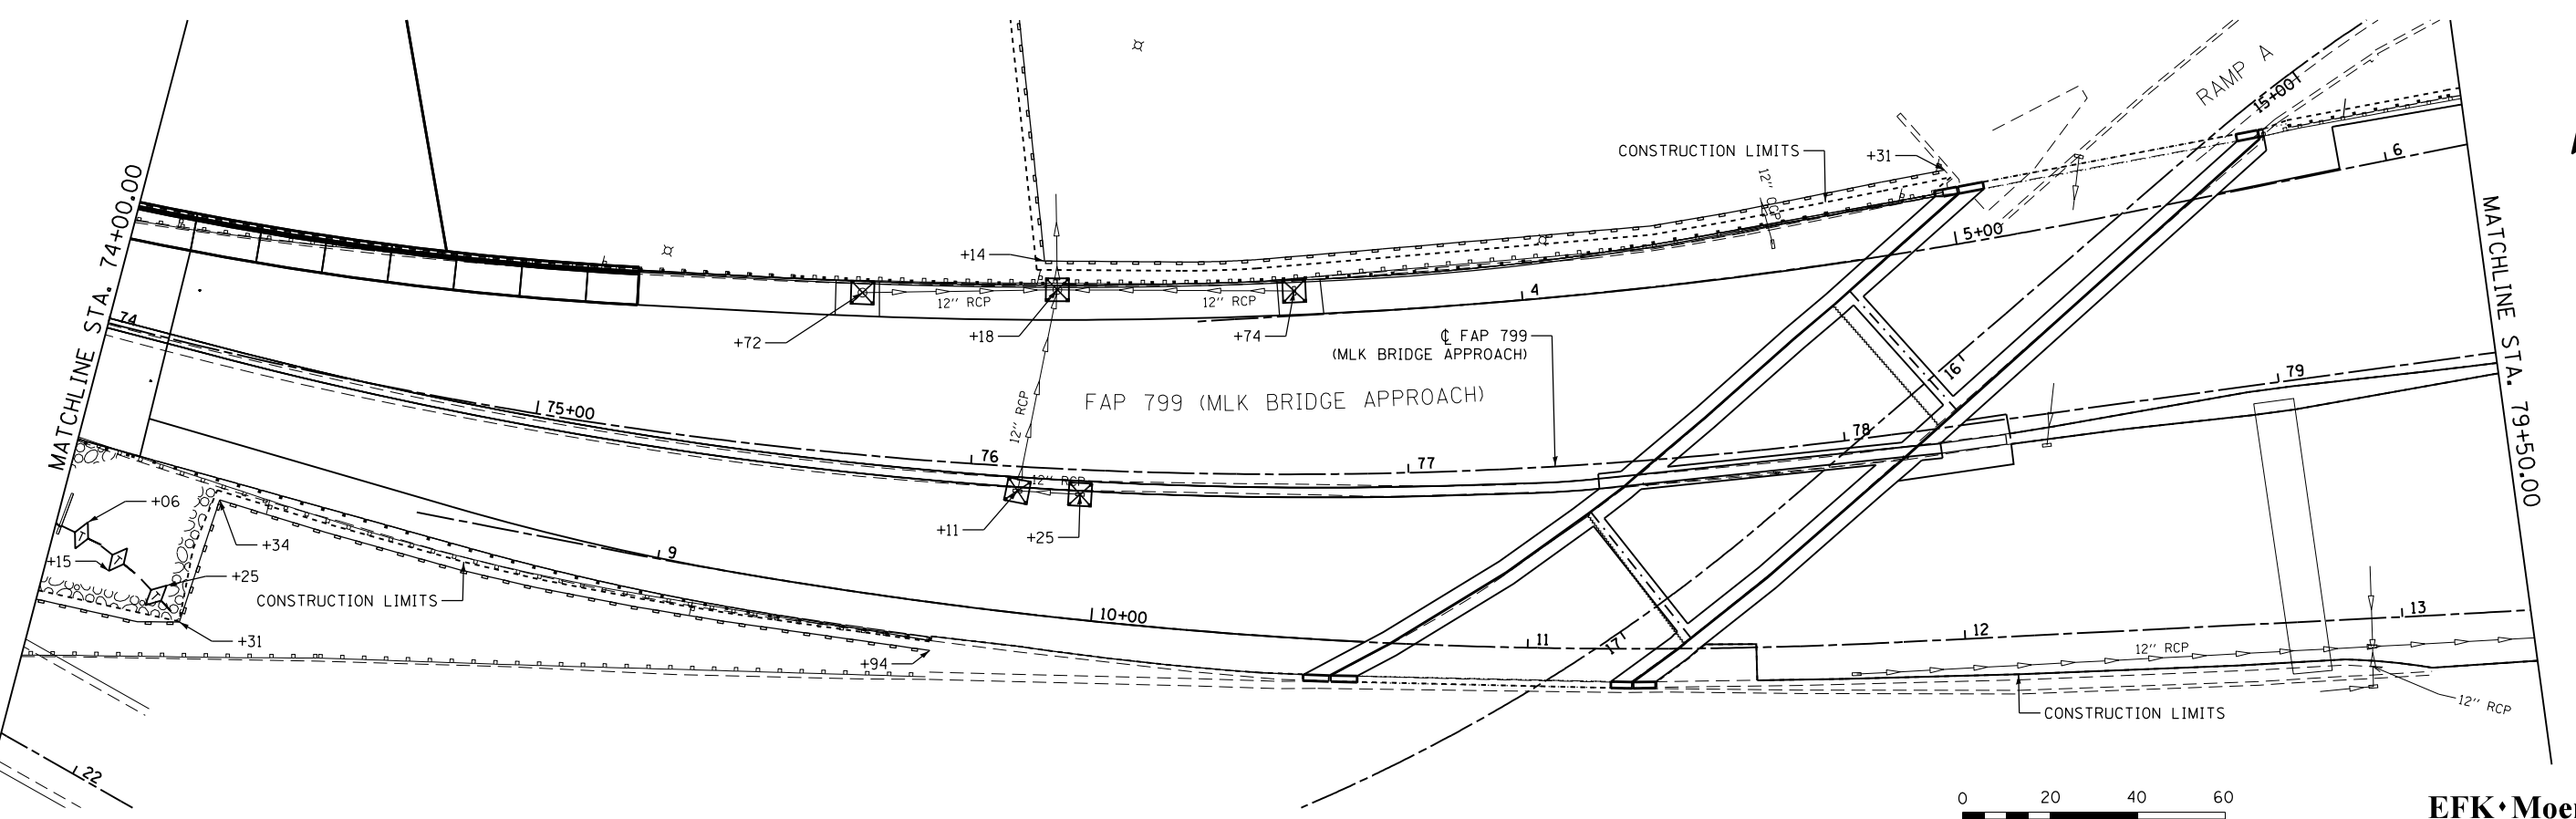 RAMP A
15+00
CONSTRUCTION LIMITS
+31
12'' CCP
6
MATCHLINE STA. 74+00.00
MATCHLINE STA. 79+50.00
+14
5+00
12'' RCP
12'' RCP
4
+72
+18
+74
74
℄ FAP 799
(MLK BRIDGE APPROACH)
FAP 799 (MLK BRIDGE APPROACH)
16
79
75+00
12'' RCP
76
77
78
12'' RCP
+11
+25
+06
+34
+15
+25
9
CONSTRUCTION LIMITS
10+00
11
17
12
13
12'' RCP
+31
+94
12'' RCP
CONSTRUCTION LIMITS
22
0 20 40 60
EFK⬧Moe